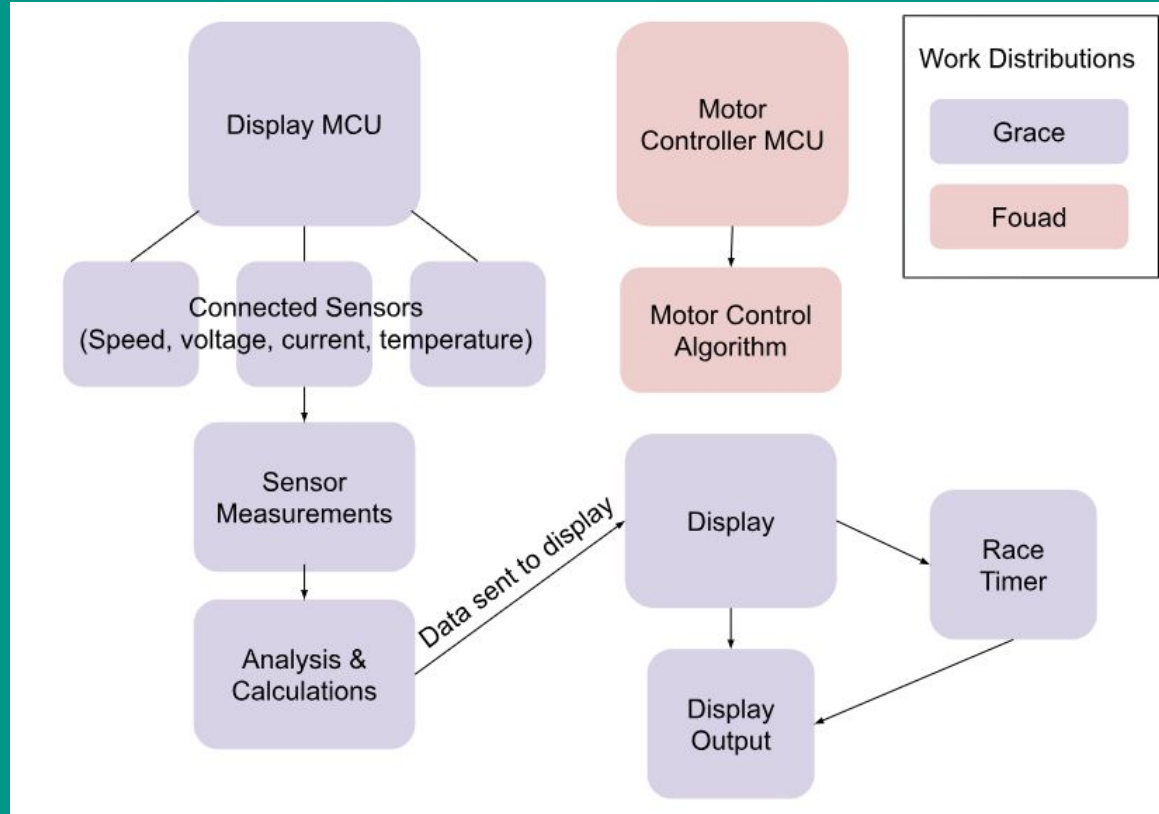 Display MCU
Motor
Controller MCU
Work Distributions
Grace
Fouad
Connected Sensors
(Speed, voltage, current, temperature)
Motor Control
Algorithm
Sensor
Measurements
Data sent to display
Display
Race
Timer
Analysis &
Calculations
Display
Output